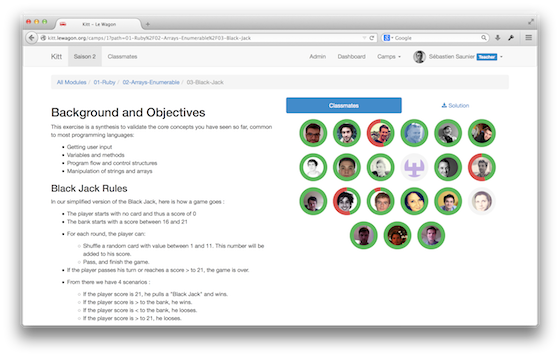 Kitt – Le Wagon
kitt.lewagon.org/camps/1?path=01-Ruby%2F02-Arrays-Enumerable%2F03-Black-Jack
Google
Kitt Saison 2 Classmates Admin Dashboard Camps Sébastien Saunier Teacher
All Modules / 01-Ruby / 02-Arrays-Enumerable / 03-Black-Jack
Background and Objectives
This exercise is a synthesis to validate the core concepts you have seen so far, common
to most programming languages:
• Getting user input
• Variables and methods
• Program flow and control structures
• Manipulation of strings and arrays
Black Jack Rules
In our simplified version of the Black Jack, here is how a game goes :
• The player starts with no card and thus a score of 0
• The bank starts with a score between 16 and 21
• For each round, the player can:
○ Shuffle a random card with value between 1 and 11. This number will be
added to his score.
○ Pass, and finish the game.
• If the player passes his turn or reaches a score > to 21, the game is over.
• From there we have 4 scenarios :
○ If the player score is 21, he pulls a "Black Jack" and wins.
○ If the player score is > to the bank, he wins.
○ If the player score is < to the bank, he looses.
○ If the player score is > to 21, he looses.
Classmates
Solution